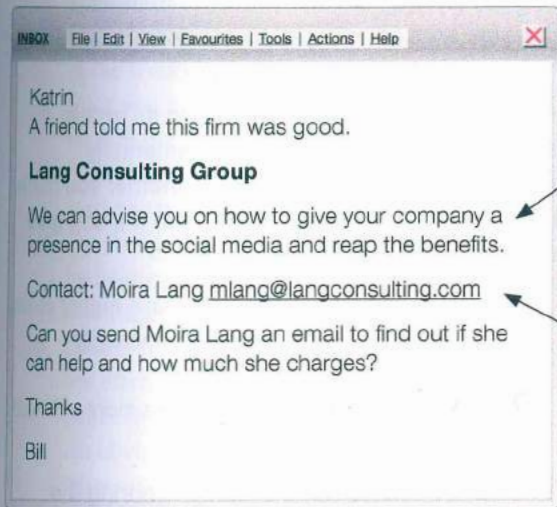 INBOX File | Edit | View | Favourites | Tools | Actions | Help X
Katrin
A friend told me this firm was good.
Lang Consulting Group
We can advise you on how to give your company a
presence in the social media and reap the benefits.
Contact: Moira Lang mlang@langconsulting.com
Can you send Moira Lang an email to find out if she
can help and how much she charges?
Thanks
Bill